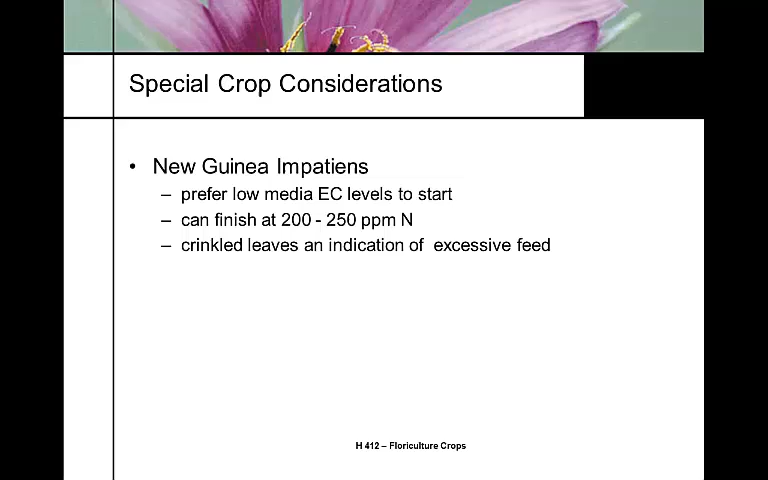 Special Crop Considerations
• New Guinea Impatiens
– prefer low media EC levels to start
– can finish at 200 - 250 ppm N
– crinkled leaves an indication of excessive feed
H 412 – Floriculture Crops